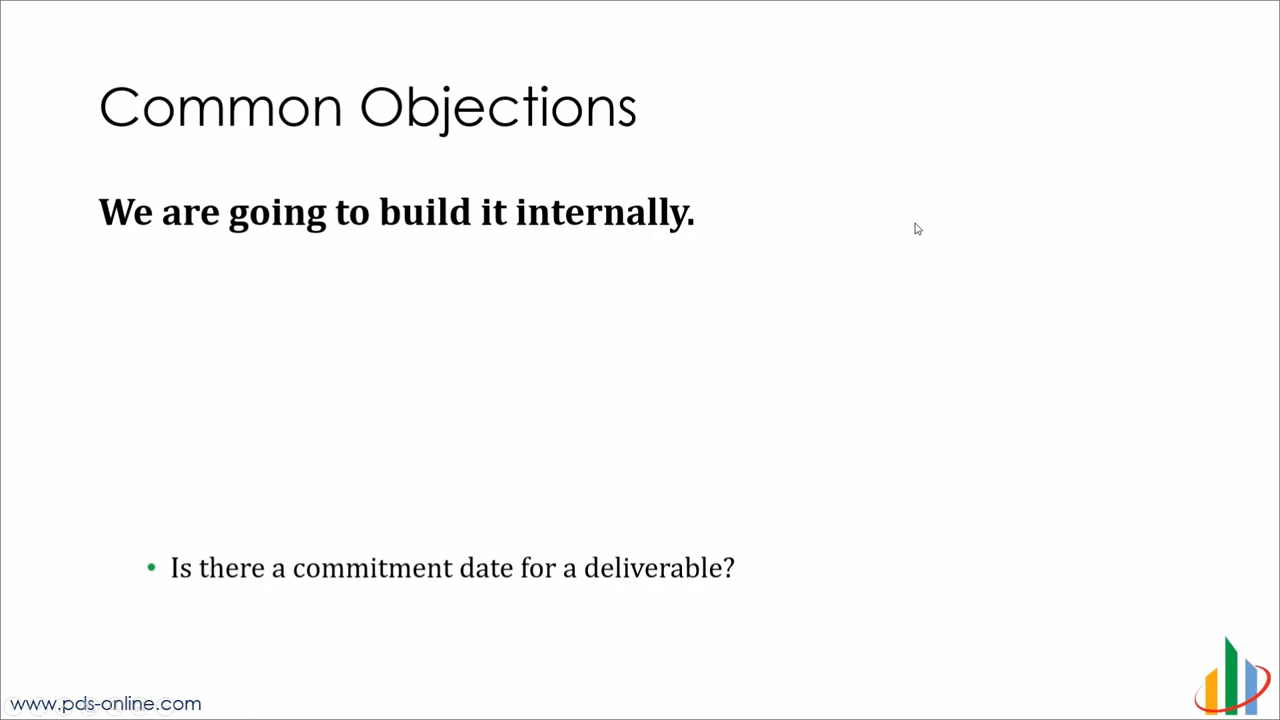 Common Objections
We are going to build it internally.
• Is there a commitment date for a deliverable?
www.pds-online.com